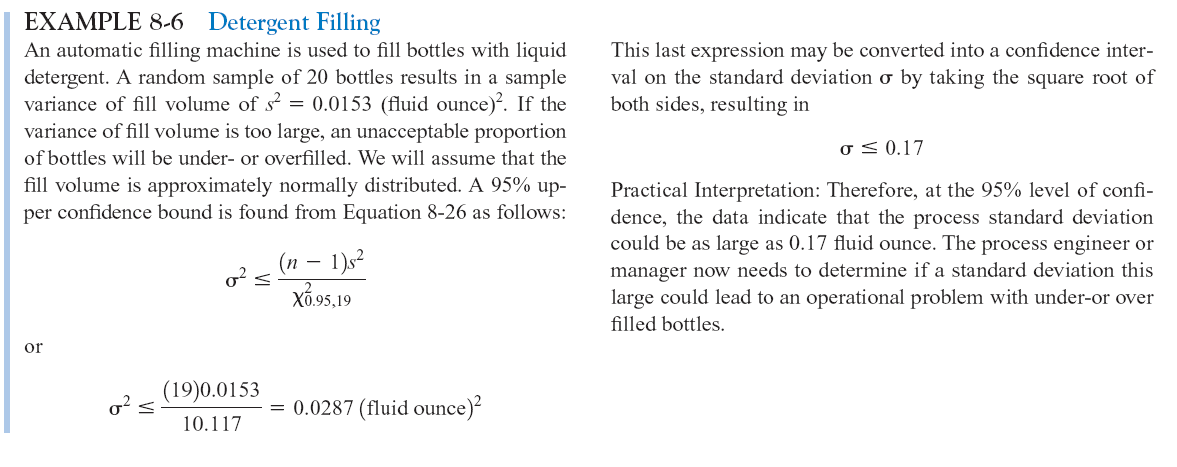 EXAMPLE 8-6 Detergent Filling
An automatic filling machine is used to fill bottles with liquid
detergent. A random sample of 20 bottles results in a sample
variance of fill volume of s² = 0.0153 (fluid ounce)². If the
variance of fill volume is too large, an unacceptable proportion
of bottles will be under- or overfilled. We will assume that the
fill volume is approximately normally distributed. A 95% up-
per confidence bound is found from Equation 8-26 as follows:
σ² ≤ (n − 1)s² / χ²0.95,19
or
σ² ≤ (19)0.0153 / 10.117 = 0.0287 (fluid ounce)²
This last expression may be converted into a confidence inter-
val on the standard deviation σ by taking the square root of
both sides, resulting in
σ ≤ 0.17
Practical Interpretation: Therefore, at the 95% level of confi-
dence, the data indicate that the process standard deviation
could be as large as 0.17 fluid ounce. The process engineer or
manager now needs to determine if a standard deviation this
large could lead to an operational problem with under-or over
filled bottles.